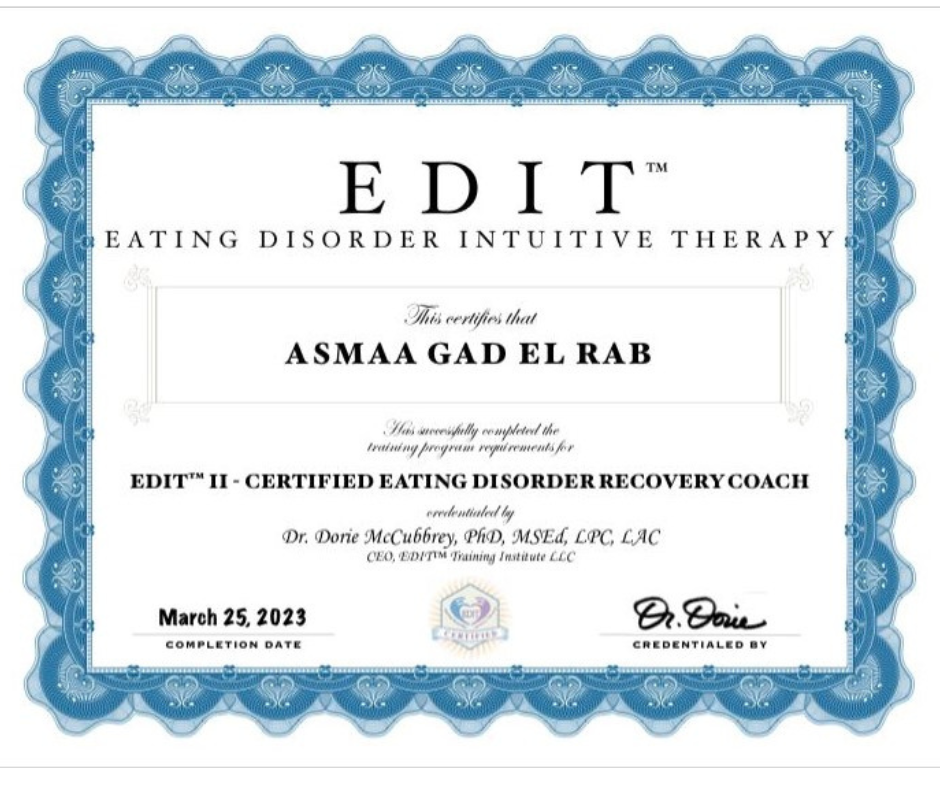 EDIT™
EATING DISORDER INTUITIVE THERAPY
This certifies that
ASMAA GAD EL RAB
Has successfully completed the
training program requirements for
EDIT™ II - CERTIFIED EATING DISORDER RECOVERY COACH
credentialed by
Dr. Dorie McCubbrey, PhD, MSEd, LPC, LAC
CEO, EDIT™ Training Institute LLC
EDIT
CERTIFIED
March 25, 2023
COMPLETION DATE
Dr. Dorie
CREDENTIALED BY